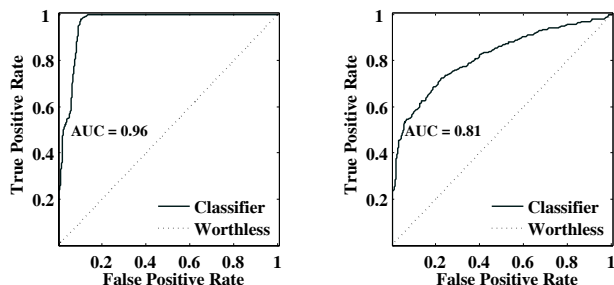 1
0.8
0.6
0.4
0.2
True Positive Rate
AUC = 0.96
Classifier
Worthless
0.2 0.4 0.6 0.8 1
False Positive Rate
1
0.8
0.6
0.4
0.2
True Positive Rate
AUC = 0.81
Classifier
Worthless
0.2 0.4 0.6 0.8 1
False Positive Rate